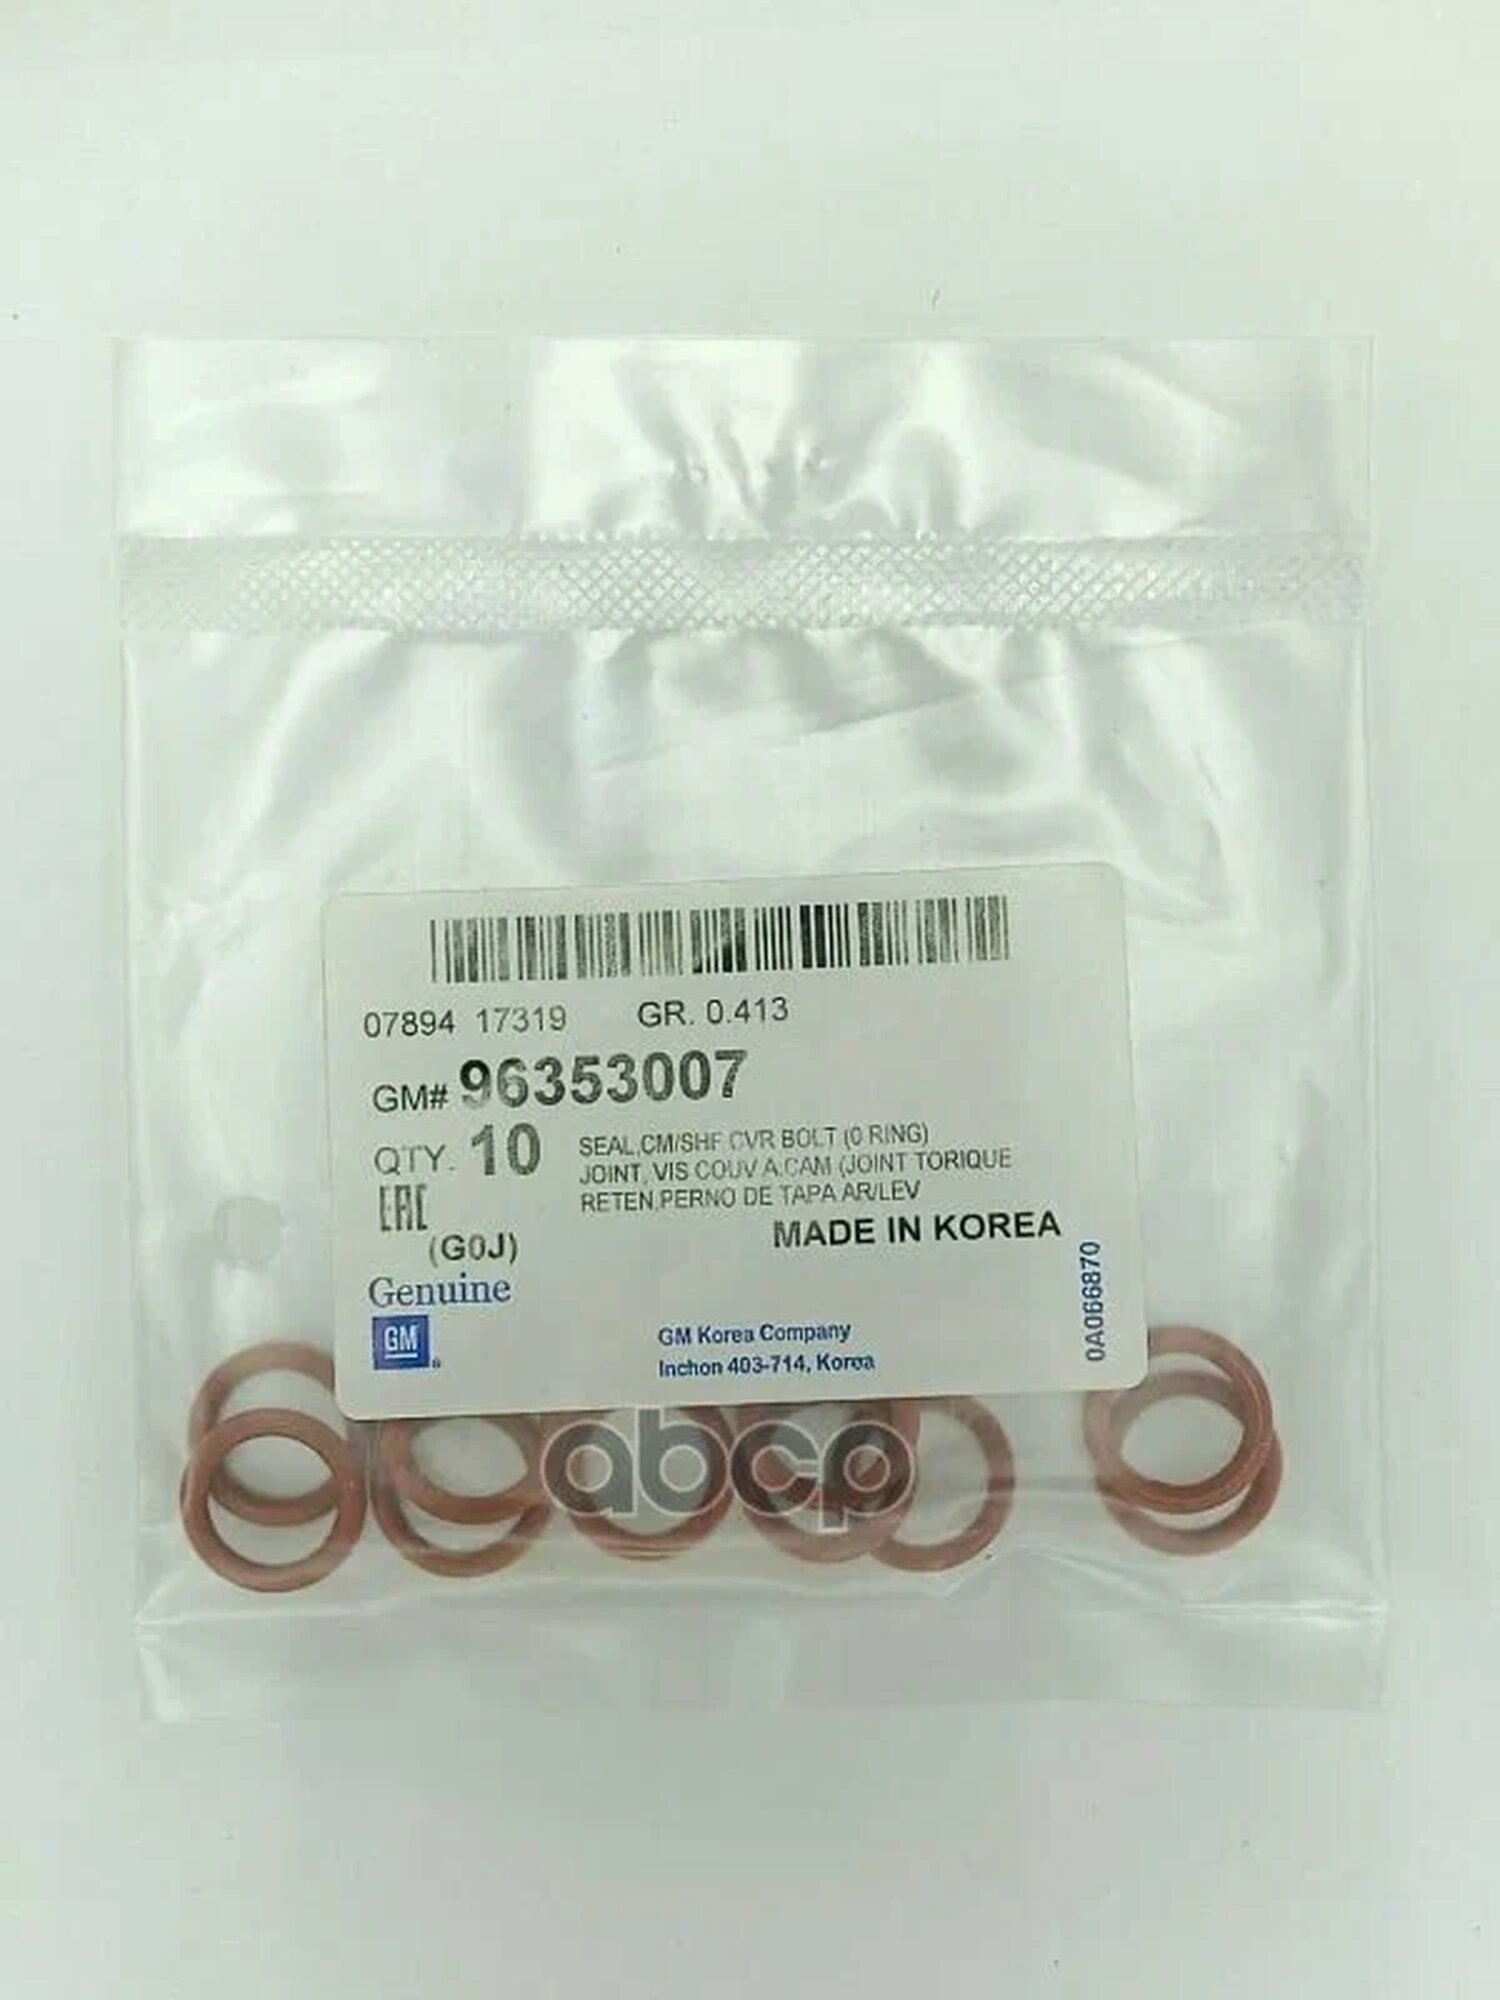 07894 17319 GR. 0.413
GM# 96353007
QTY. 10
SEAL,CM/SHF CVR BOLT (0 RING)
JOINT, VIS COUV A.CAM (JOINT TORIQUE
RETEN,PERNO DE TAPA AR/LEV
EAC
(G0J)
MADE IN KOREA
Genuine
GM
GM Korea Company
Inchon 403-714, Korea
0A066870
abcp